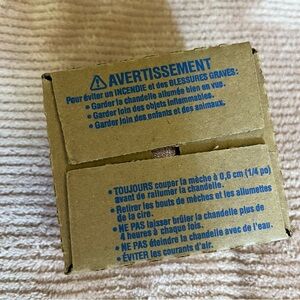 ⚠ AVERTISSEMENT
Pour éviter un INCENDIE et des BLESSURES GRAVES:
• Garder la chandelle allumée bien en vue.
• Garder loin des objets inflammables.
• Garder loin des enfants et des animaux.
• TOUJOURS couper la mèche à 0,6 cm (1/4 po)
avant de rallumer la chandelle.
• Retirer les bouts de mèches et les allumettes
de la cire.
• NE PAS laisser brûler la chandelle plus de
4 heures à chaque fois.
• NE PAS éteindre la chandelle avec de l'eau.
• ÉVITER les courants d'air.